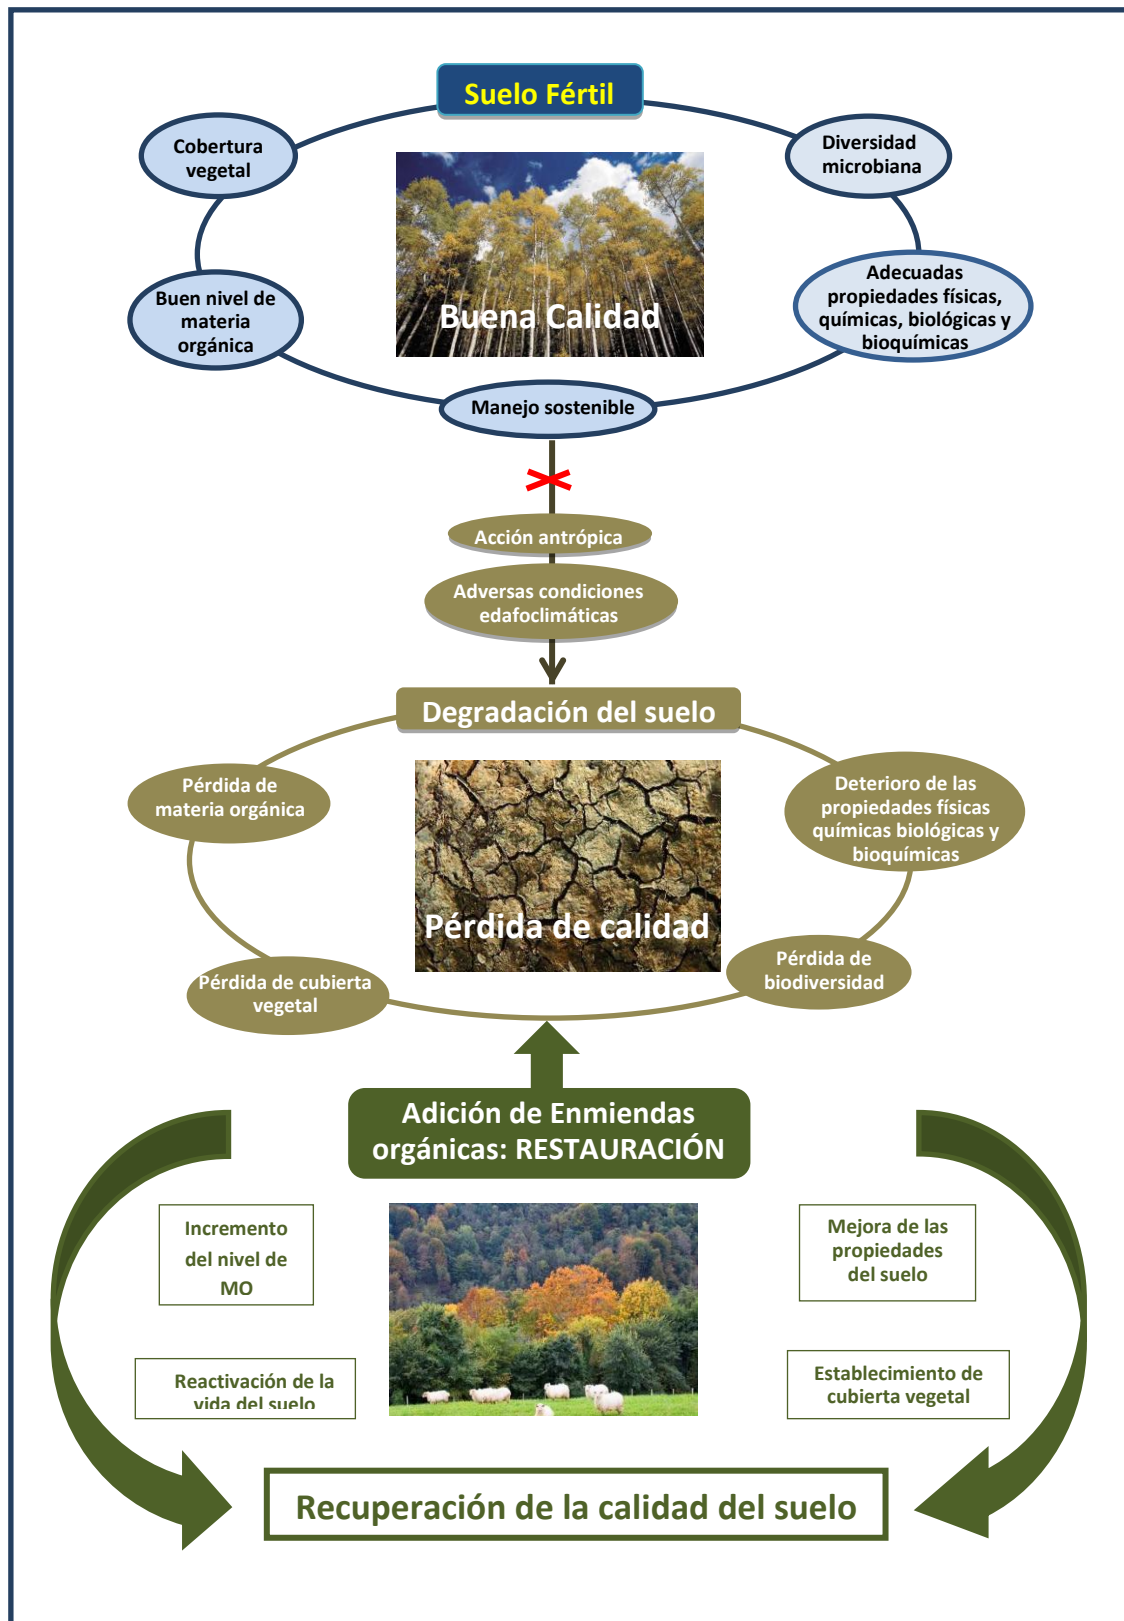 Suelo Fértil
Cobertura
vegetal
Diversidad
microbiana
Buen nivel de
materia
orgánica
Buena Calidad
Adecuadas
propiedades físicas,
químicas, biológicas y
bioquímicas
Manejo sostenible
Acción antrópica
Adversas condiciones
edafoclimáticas
Degradación del suelo
Pérdida de
materia orgánica
Deterioro de las
propiedades físicas
químicas biológicas y
bioquímicas
Pérdida de calidad
Pérdida de cubierta
vegetal
Pérdida de
biodiversidad
Adición de Enmiendas
orgánicas: RESTAURACIÓN
Incremento
del nivel de
MO
Mejora de las
propiedades
del suelo
Reactivación de la
vida del suelo
Establecimiento de
cubierta vegetal
Recuperación de la calidad del suelo